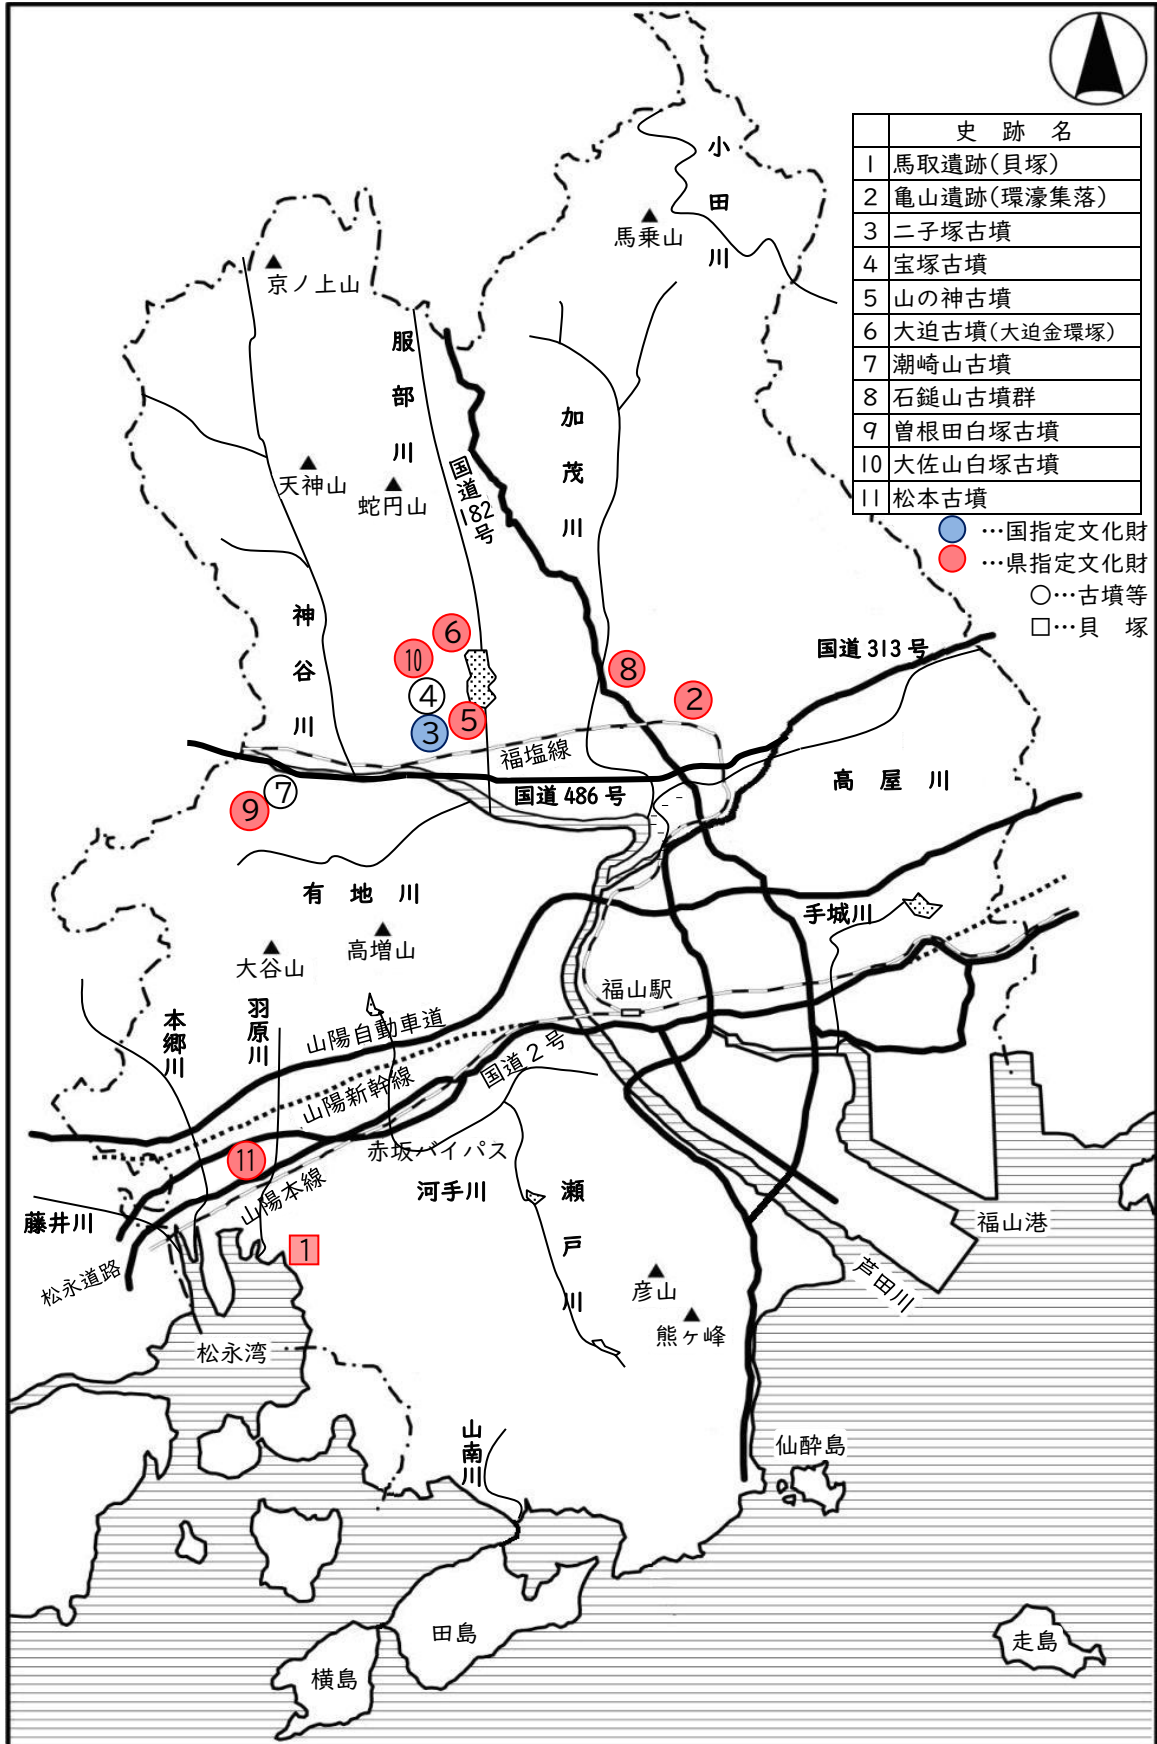 史 跡 名
1 馬取遺跡(貝塚)
2 亀山遺跡(環濠集落)
3 二子塚古墳
4 宝塚古墳
5 山の神古墳
6 大迫古墳(大迫金環塚)
7 潮崎山古墳
8 石鎚山古墳群
9 曽根田白塚古墳
10 大佐山白塚古墳
11 松本古墳
…国指定文化財
…県指定文化財
○…古墳等
□…貝 塚
小田川
馬乗山
京ノ上山
服部川
加茂川
国道182号
天神山
蛇円山
神谷川
6
10
8
4
2
5
3
国道313号
福塩線
7
9
国道486号
高屋川
有地川
手城川
高増山
大谷山
福山駅
羽原川
本郷川
山陽自動車道
国道2号
山陽新幹線
赤坂バイパス
11
山陽本線
河手川
瀬戸川
藤井川
福山港
1
松永道路
芦田川
彦山
熊ヶ峰
松永湾
山南川
仙酔島
田島
走島
横島